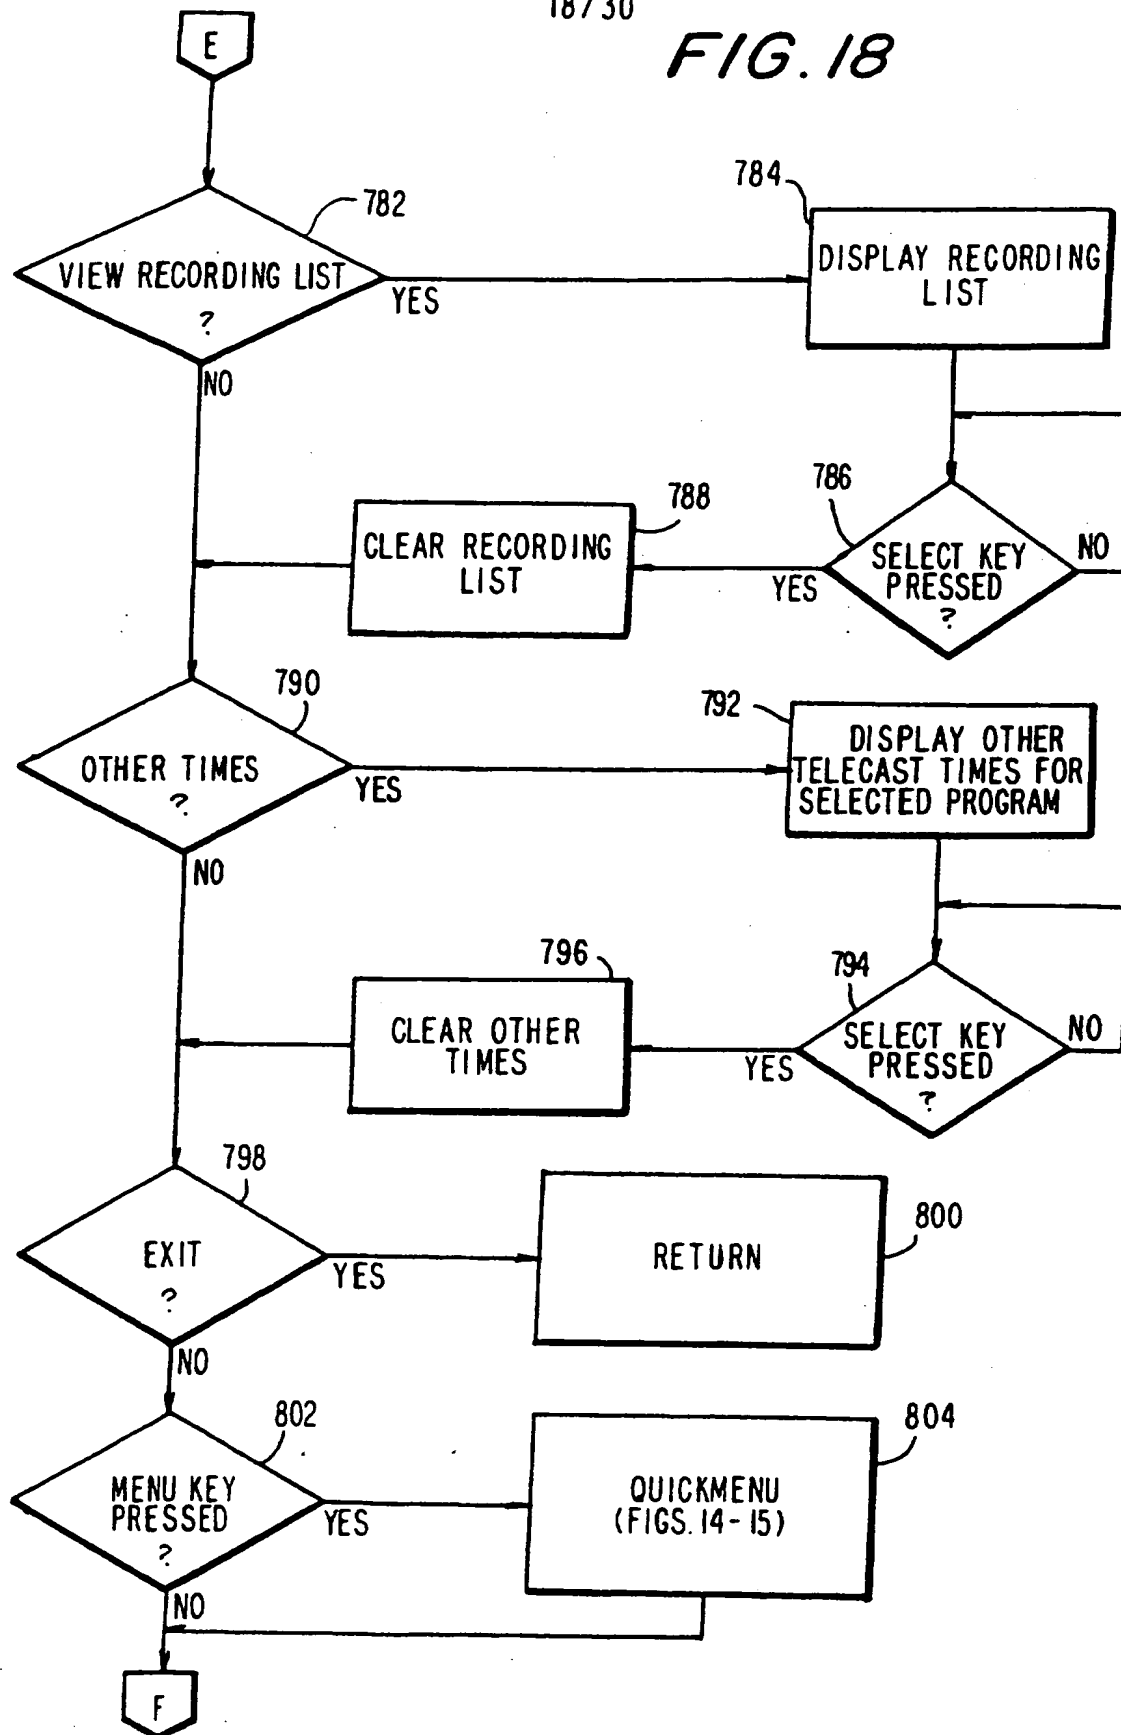 18/30
FIG. 18
E
782
VIEW RECORDING LIST
?
YES
NO
784
DISPLAY RECORDING
LIST
786
SELECT KEY
PRESSED
?
NO
YES
788
CLEAR RECORDING
LIST
790
OTHER TIMES
?
YES
NO
792
DISPLAY OTHER
TELECAST TIMES FOR
SELECTED PROGRAM
794
SELECT KEY
PRESSED
?
NO
YES
796
CLEAR OTHER
TIMES
798
EXIT
?
YES
NO
800
RETURN
802
MENU KEY
PRESSED
?
YES
NO
804
QUICKMENU
(FIGS. 14-15)
F